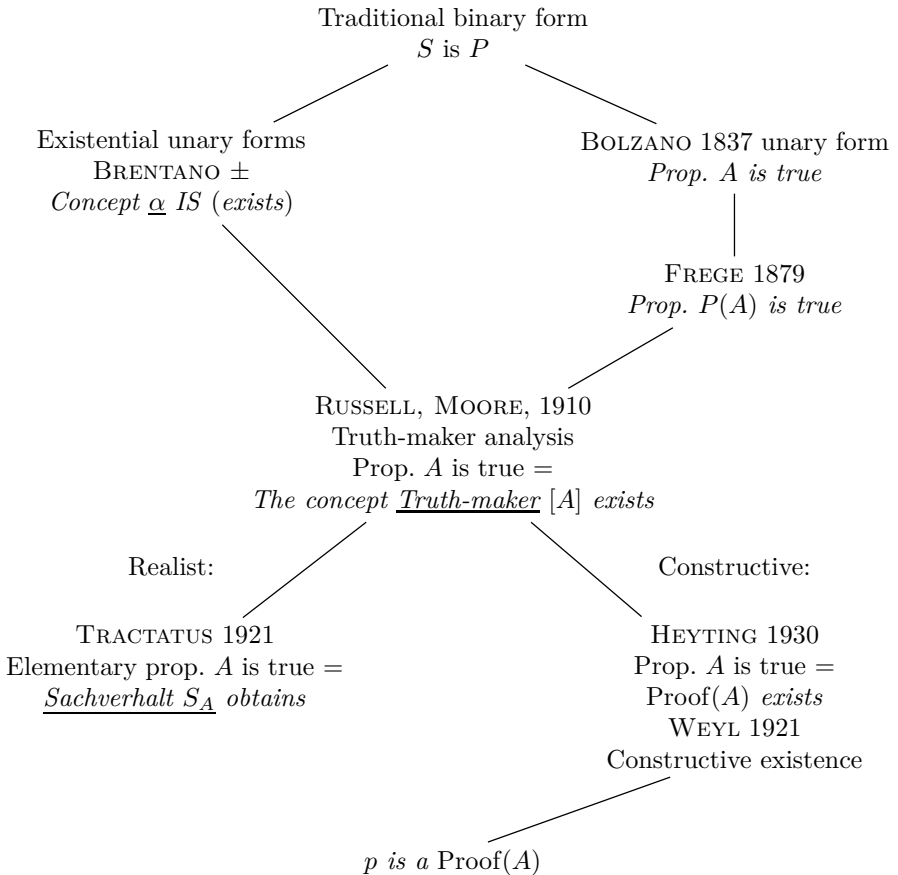 Traditional binary form
S is P
Existential unary forms
BRENTANO ±
Concept α IS (exists)
BOLZANO 1837 unary form
Prop. A is true
FREGE 1879
Prop. P(A) is true
RUSSELL, MOORE, 1910
Truth-maker analysis
Prop. A is true =
The concept Truth-maker [A] exists
Realist:
Constructive:
TRACTATUS 1921
Elementary prop. A is true =
Sachverhalt S_A obtains
HEYTING 1930
Prop. A is true =
Proof(A) exists
WEYL 1921
Constructive existence
p is a Proof(A)